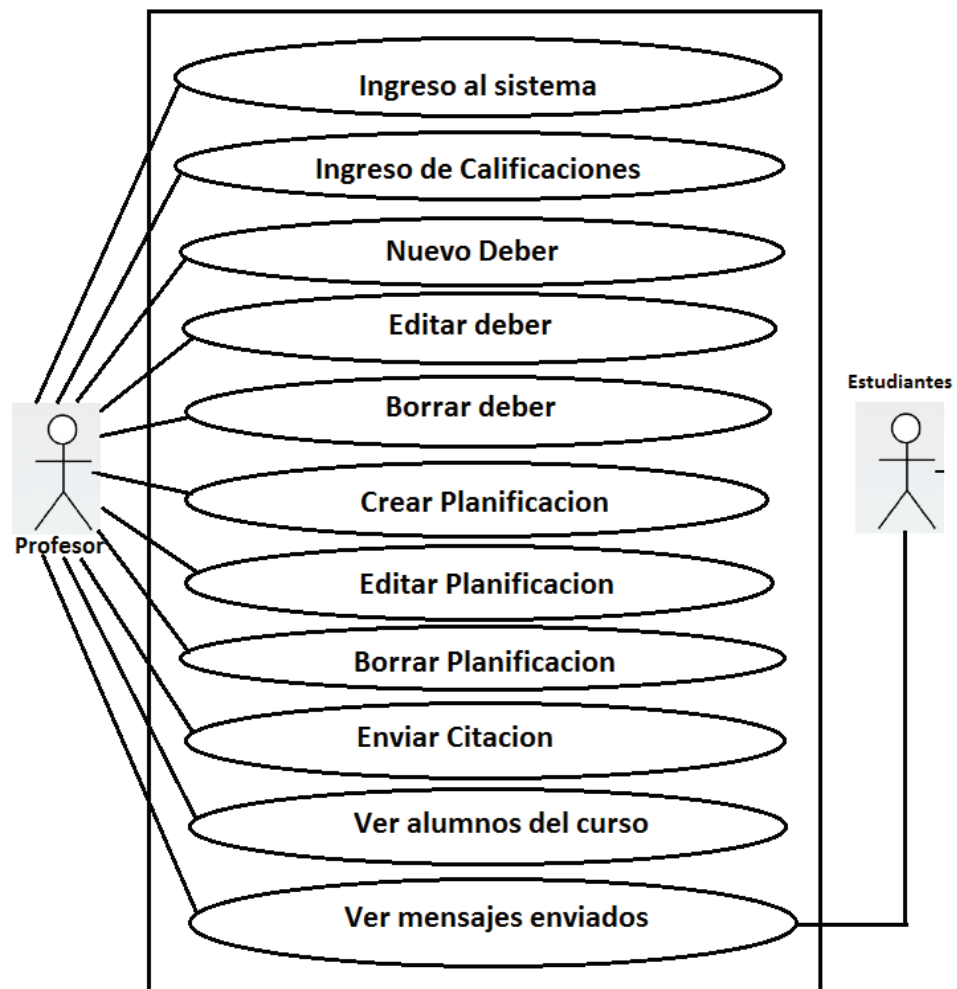 Ingreso al sistema
Ingreso de Calificaciones
Nuevo Deber
Editar deber
Estudiantes
Borrar deber
Crear Planificacion
Profesor
Editar Planificacion
Borrar Planificacion
Enviar Citacion
Ver alumnos del curso
Ver mensajes enviados